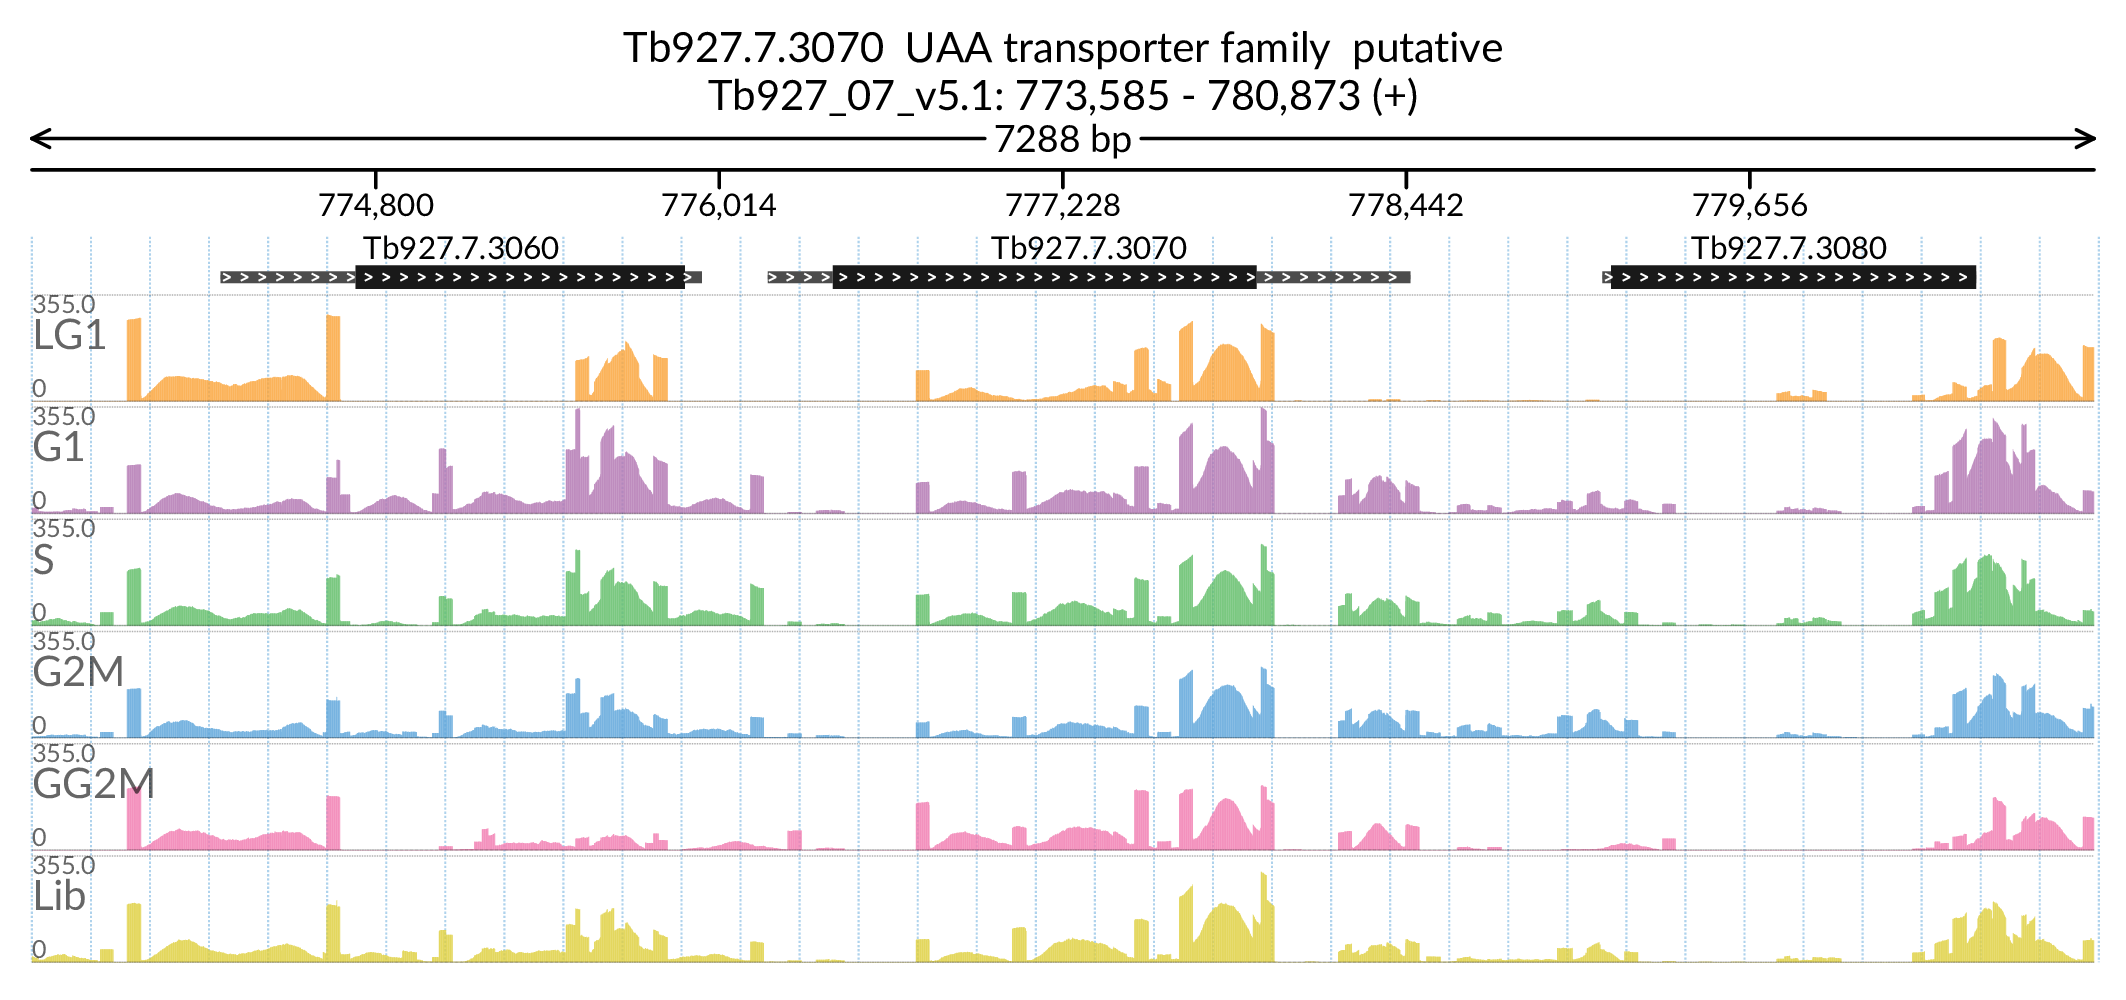 Tb927.7.3070  UAA transporter family  putative
Tb927_07_v5.1: 773,585 - 780,873 (+)
7288 bp
774,800 776,014 777,228 778,442 779,656
Tb927.7.3060 Tb927.7.3070 Tb927.7.3080
355.0
LG1
0
355.0
G1
0
355.0
S
0
355.0
G2M
0
355.0
GG2M
0
355.0
Lib
0